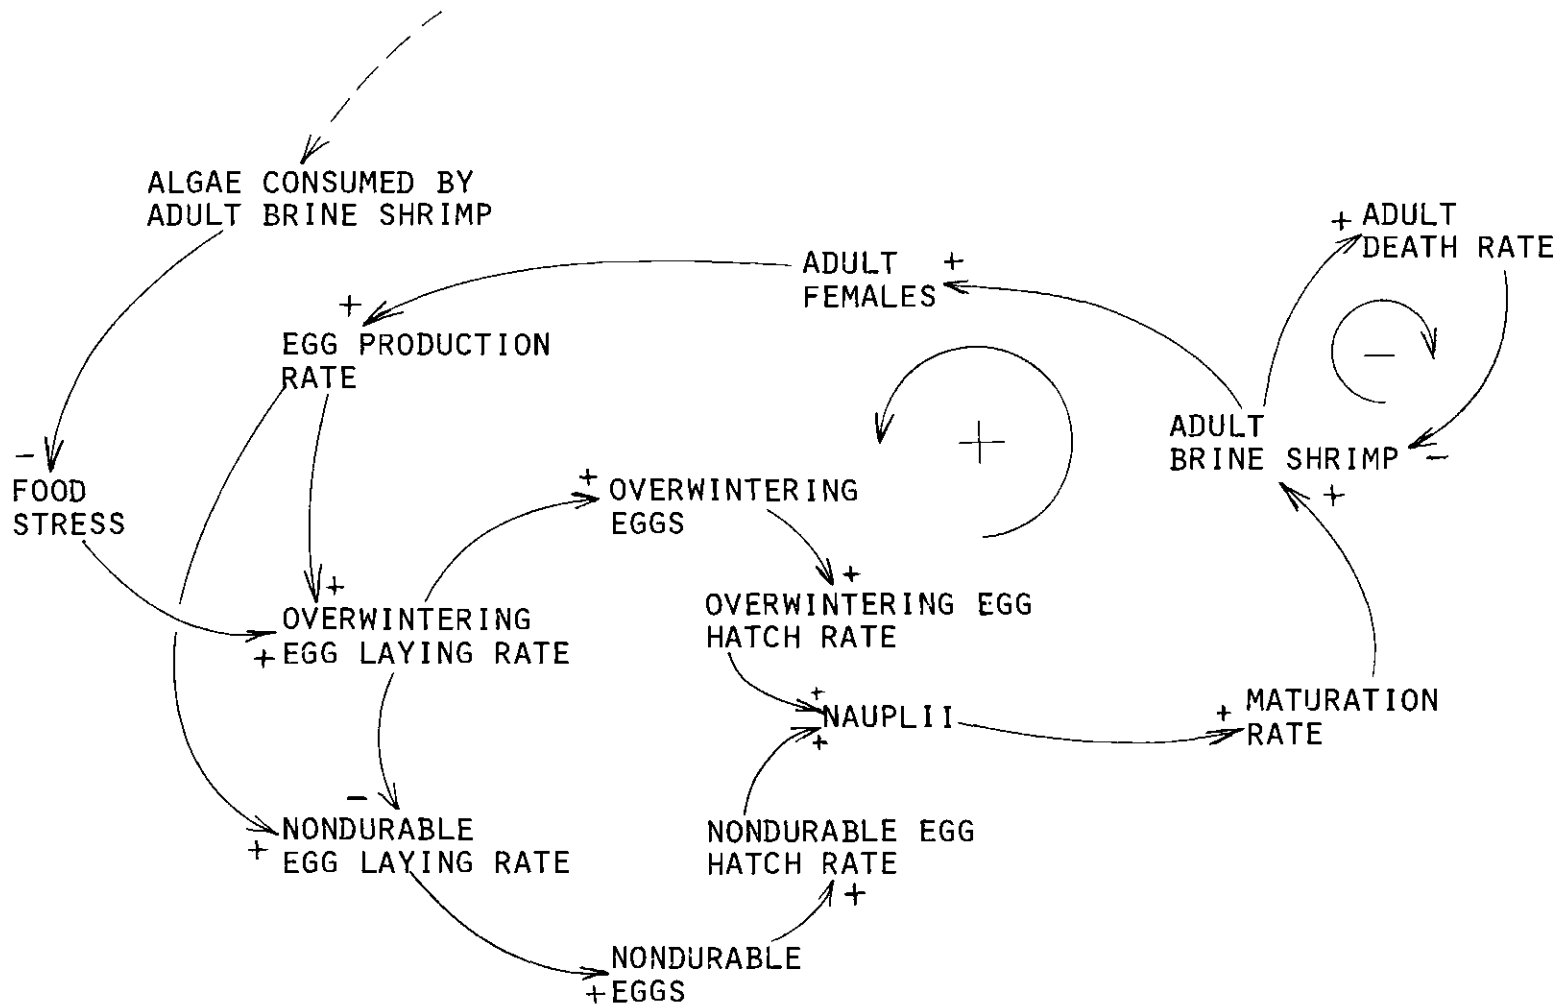 ALGAE CONSUMED BY
ADULT BRINE SHRIMP
+ ADULT
DEATH RATE
ADULT +
FEMALES
+
EGG PRODUCTION
RATE
−
+
ADULT
BRINE SHRIMP −
+
−
FOOD
STRESS
+ OVERWINTERING
EGGS
+
OVERWINTERING
+ EGG LAYING RATE
+
OVERWINTERING EGG
HATCH RATE
+
NAUPLII
+
+ MATURATION
RATE
−
NONDURABLE
+ EGG LAYING RATE
NONDURABLE EGG
HATCH RATE
+
NONDURABLE
+ EGGS